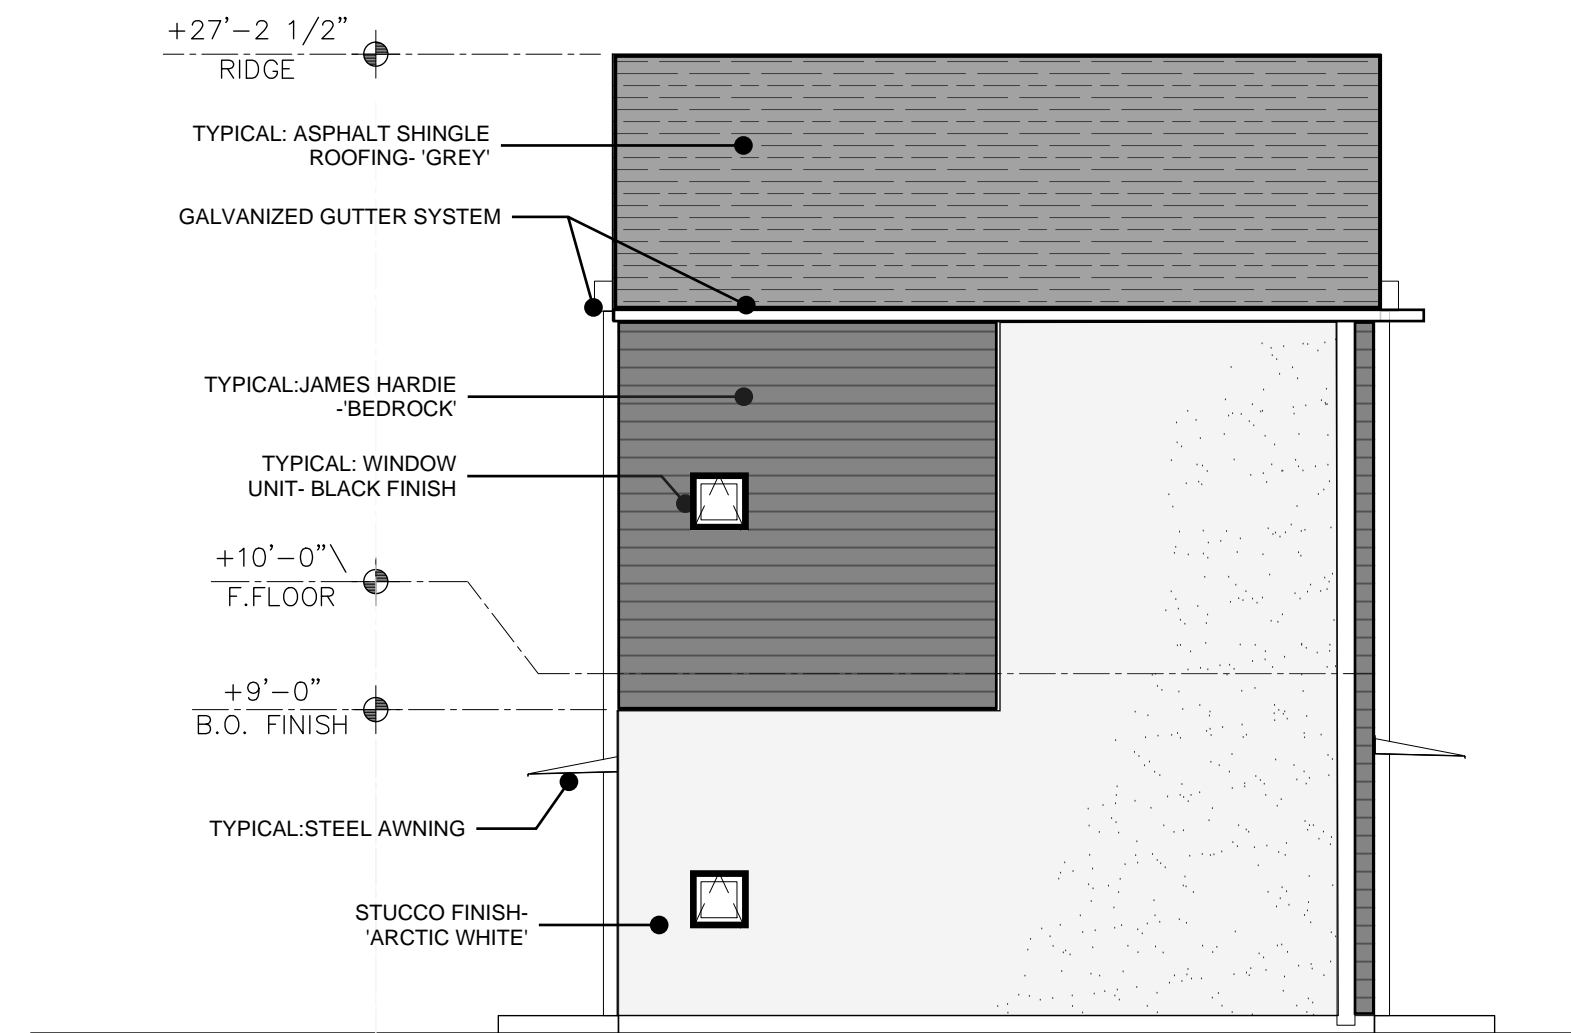 +27'-2 1/2"
RIDGE
TYPICAL: ASPHALT SHINGLE
ROOFING- 'GREY'
GALVANIZED GUTTER SYSTEM
TYPICAL:JAMES HARDIE
-'BEDROCK'
TYPICAL: WINDOW
UNIT- BLACK FINISH
+10'-0"\
F.FLOOR
+9'-0"
B.O. FINISH
TYPICAL:STEEL AWNING
STUCCO FINISH-
'ARCTIC WHITE'